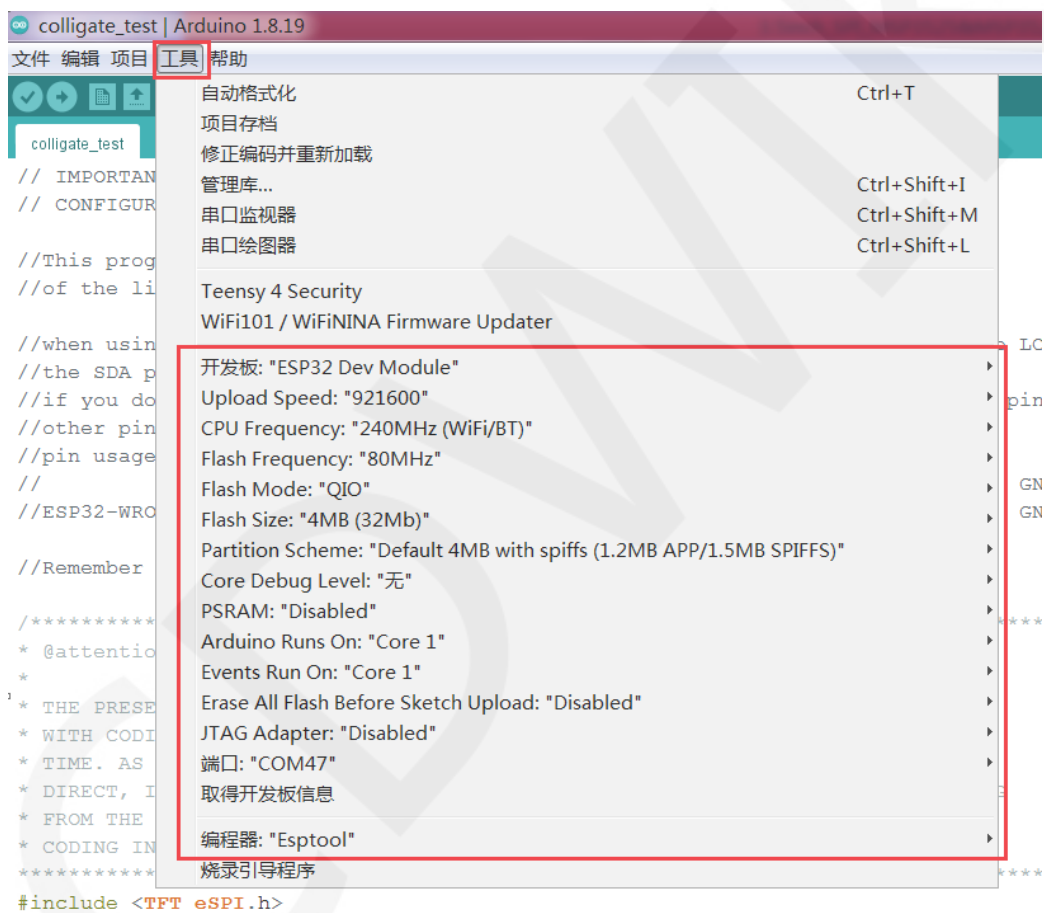 colligate_test | Arduino 1.8.19
文件 编辑 项目 工具 帮助
自动格式化 Ctrl+T
项目存档
colligate_test
修正编码并重新加载
// IMPORTAN
管理库... Ctrl+Shift+I
// CONFIGUR
串口监视器 Ctrl+Shift+M
串口绘图器 Ctrl+Shift+L
//This prog
//of the li
Teensy 4 Security
WiFi101 / WiFiNINA Firmware Updater
//when usin LC
开发板: "ESP32 Dev Module"
//the SDA p
Upload Speed: "921600"
//if you do pin
CPU Frequency: "240MHz (WiFi/BT)"
//other pin
Flash Frequency: "80MHz"
//pin usage
// GN
Flash Mode: "QIO"
//ESP32-WRO GN
Flash Size: "4MB (32Mb)"
Partition Scheme: "Default 4MB with spiffs (1.2MB APP/1.5MB SPIFFS)"
//Remember
Core Debug Level: "无"
PSRAM: "Disabled"
/********** ****
Arduino Runs On: "Core 1"
* @attentio
Events Run On: "Core 1"
*
Erase All Flash Before Sketch Upload: "Disabled"
* THE PRESE
JTAG Adapter: "Disabled"
* WITH CODI
端口: "COM47"
* TIME. AS
* DIRECT, I
取得开发板信息
* FROM THE
编程器: "Esptool"
* CODING IN
烧录引导程序
*********** ****
#include <TFT_eSPI.h>